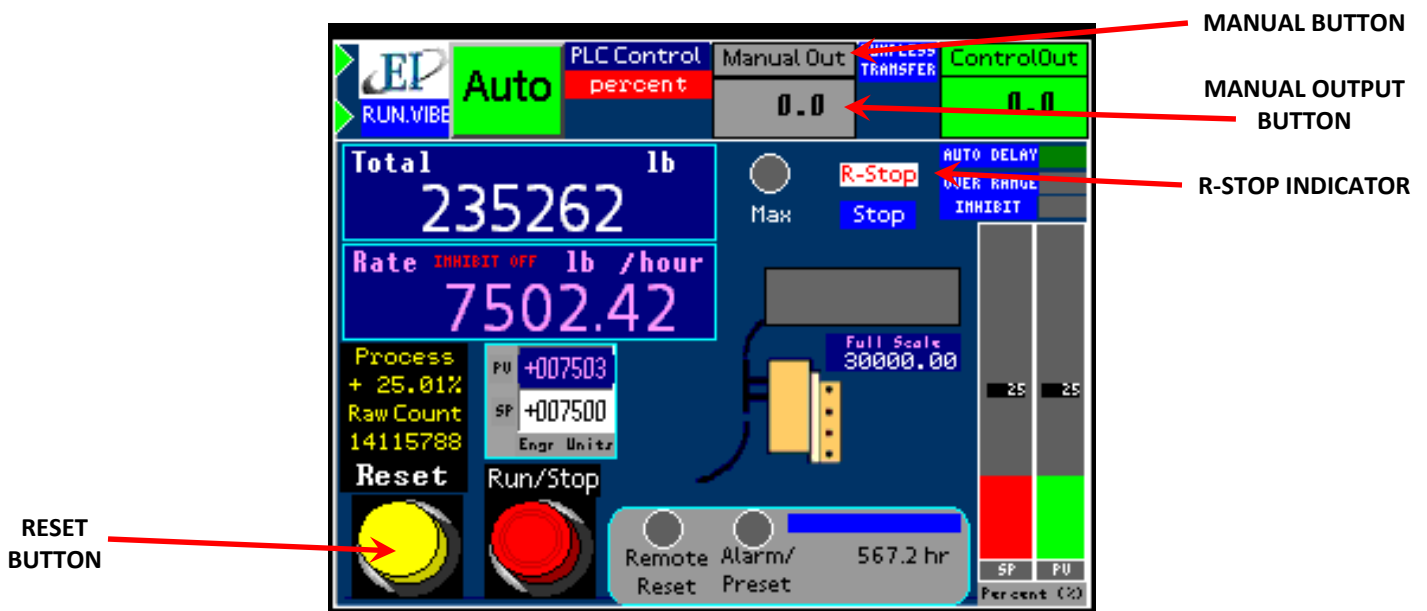 MANUAL BUTTON
MANUAL OUTPUT
BUTTON
R-STOP INDICATOR
RESET
BUTTON
EIP
RUN.VIBE
Auto
PLC Control
percent
Manual Out
0.0
TRANSFER
ControlOut
0.0
Total lb
235262
Rate INHIBIT OFF lb /hour
7502.42
Max
R-Stop
Stop
AUTO DELAY
OVER RANGE
INHIBIT
Full Scale
30000.00
Process
+ 25.01%
Raw Count
14115788
PV +007503
SP +007500
Engr Units
25 25
Reset
Run/Stop
Remote
Reset
Alarm/
Preset
567.2 hr
SP PV
Percent (%)